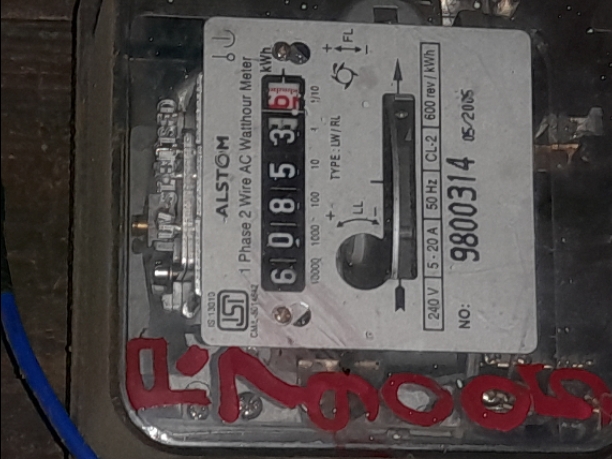 ALSTOM
1 Phase 2 Wire AC Watthour Meter
kWh
6 0 8 5 3 6
10000 1000 100 10 1 1/10
IS 13010
TYPE: LW/RL
+ LL -
+ FL -
240 V 5 - 20 A 50 Hz CL-2 600 rev / kWh
NO: 9800314 05/2005
P.79005